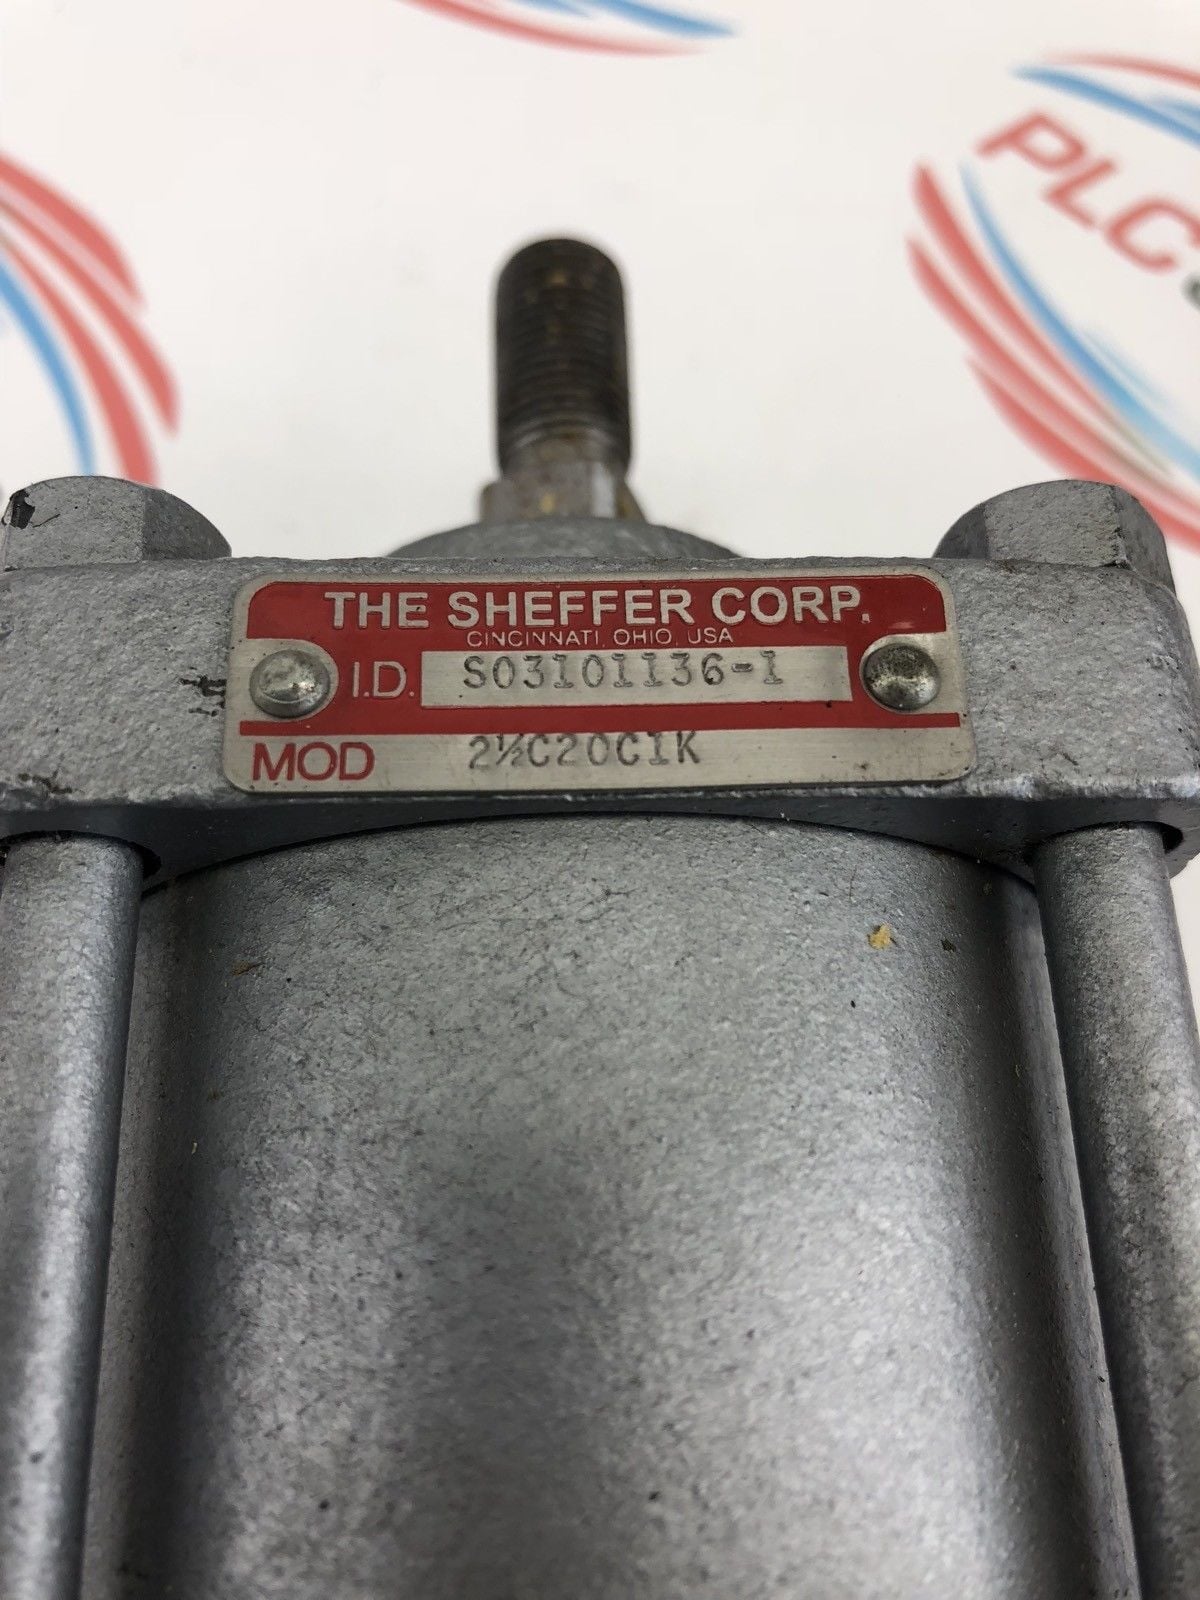 PLC
THE SHEFFER CORP.
CINCINNATI, OHIO, USA
I.D. S03101136-1
MOD 2½C20C1K